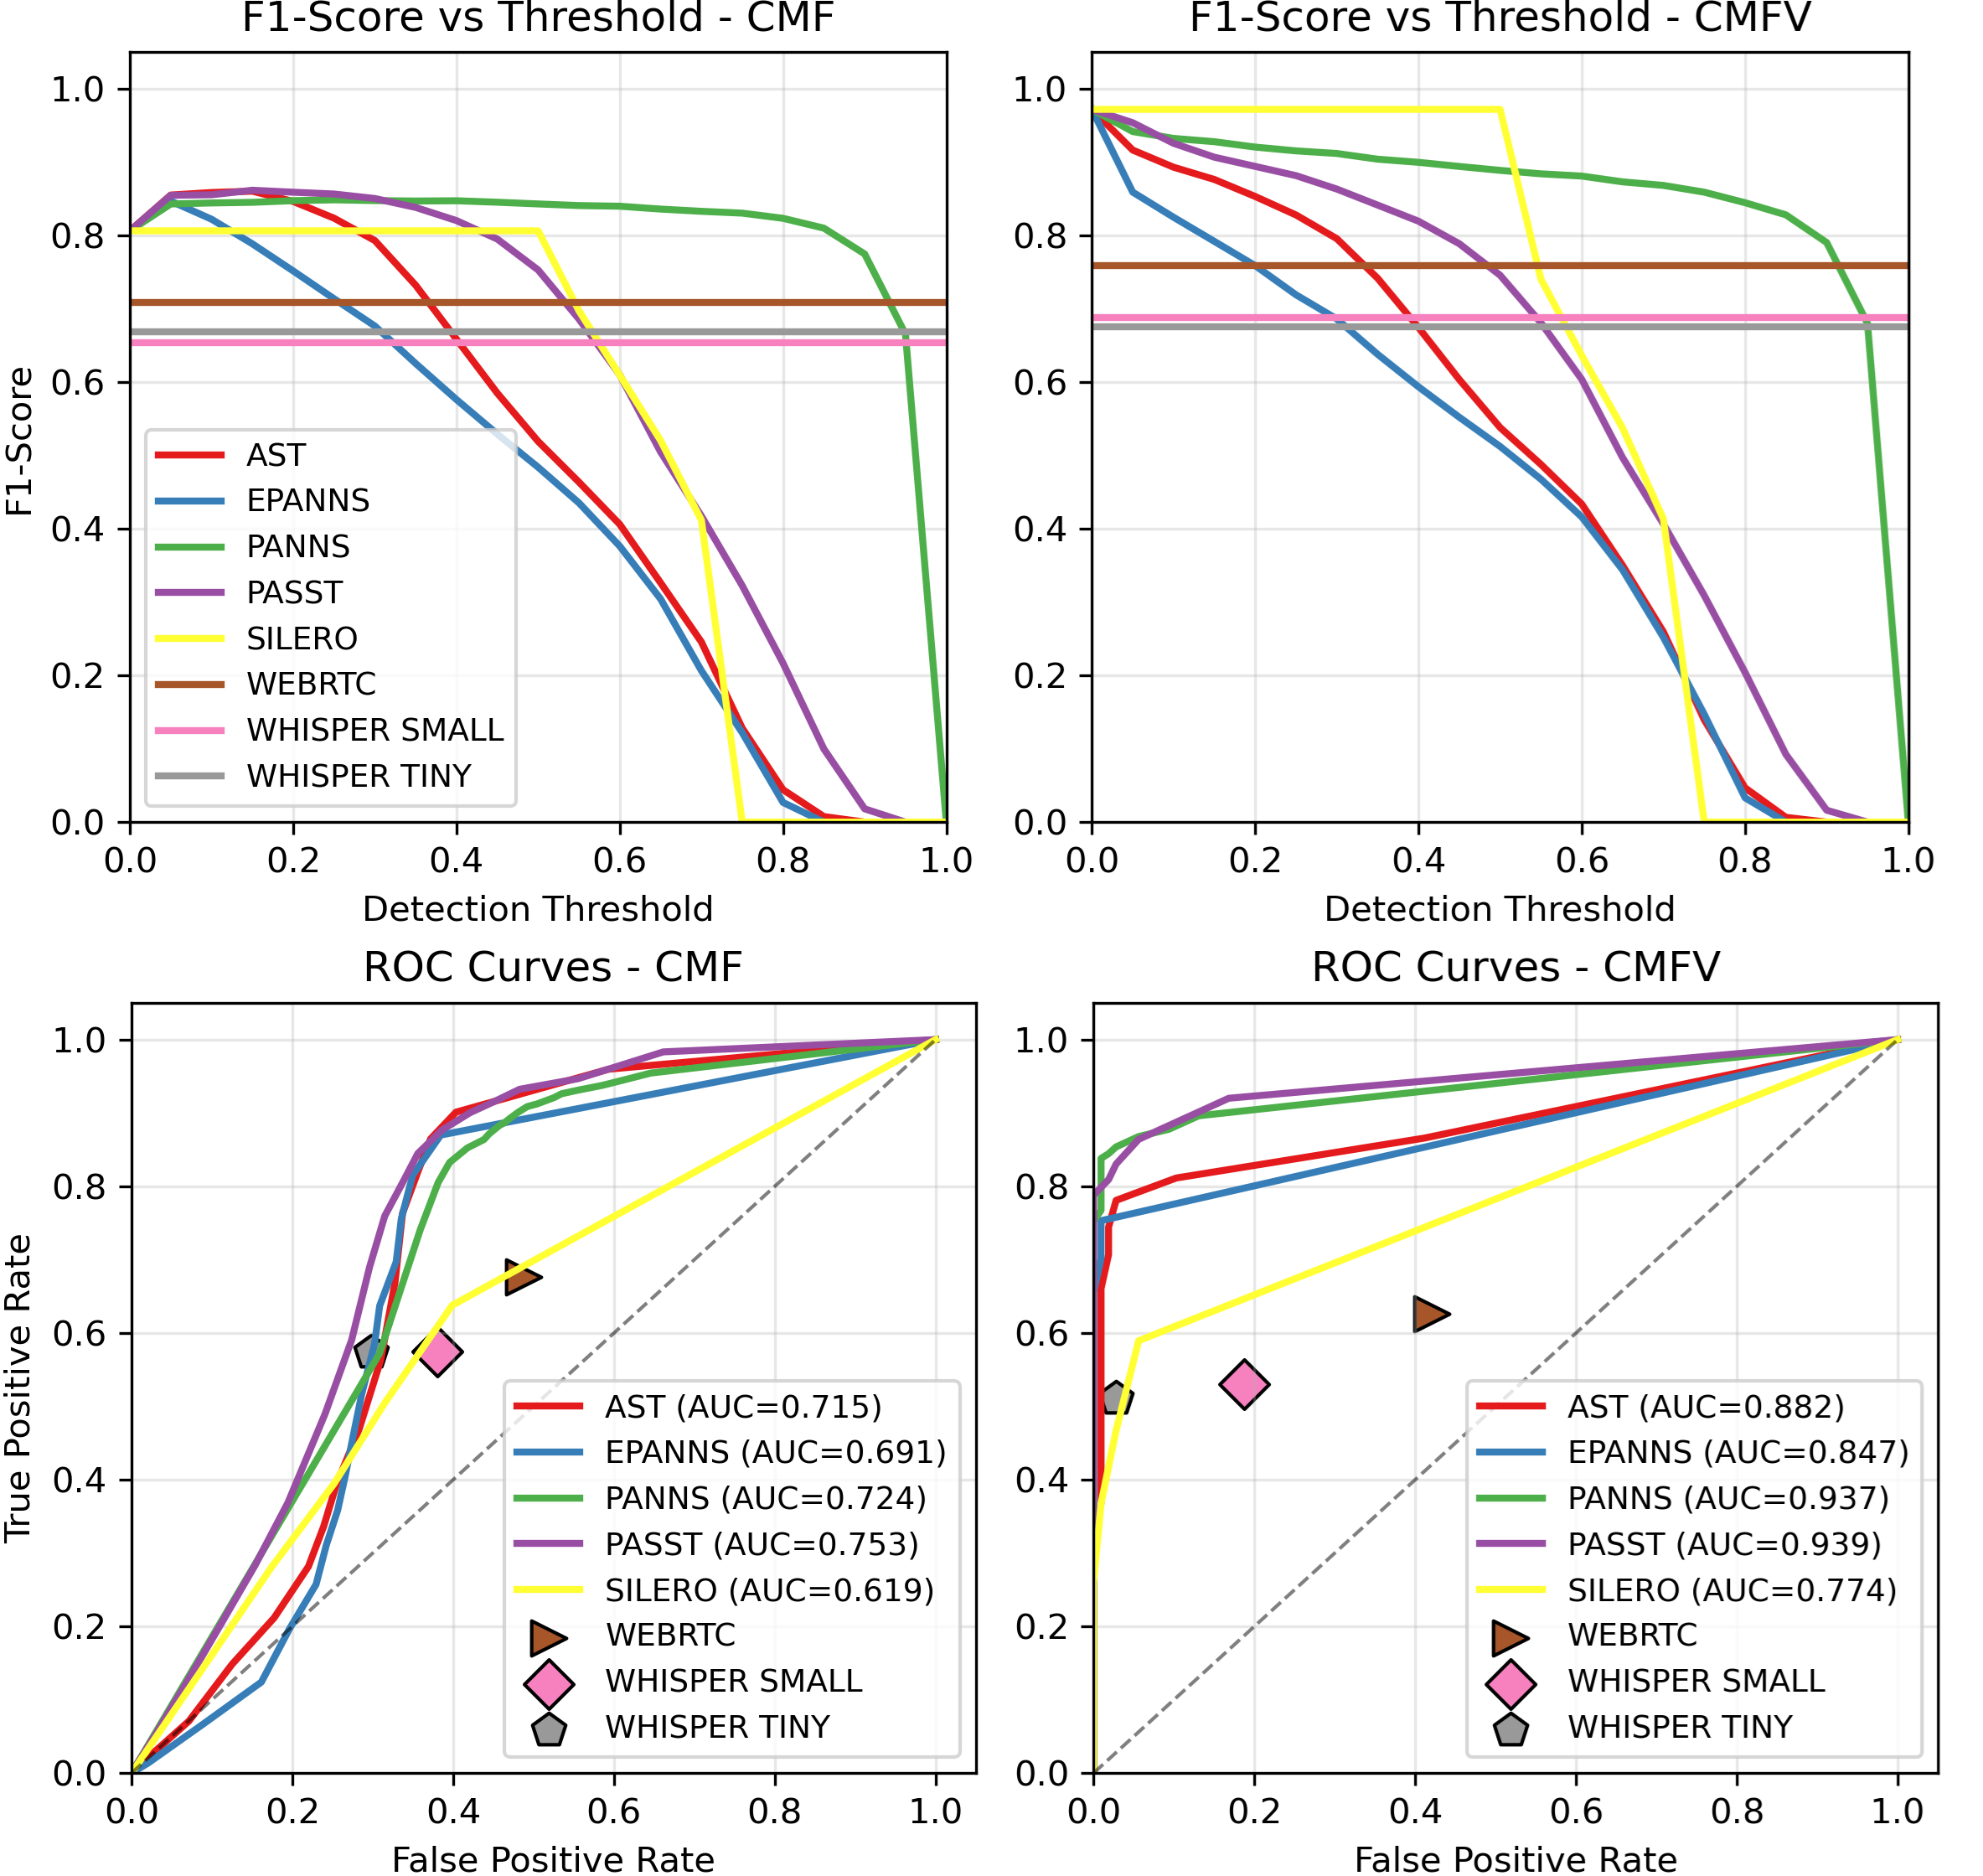 F1-Score vs Threshold - CMF
F1-Score
1.0
0.8
0.6
0.4
0.2
0.0
AST
EPANNS
PANNS
PASST
SILERO
WEBRTC
WHISPER SMALL
WHISPER TINY
0.0 0.2 0.4 0.6 0.8 1.0
Detection Threshold
F1-Score vs Threshold - CMFV
1.0
0.8
0.6
0.4
0.2
0.0
0.0 0.2 0.4 0.6 0.8 1.0
Detection Threshold
ROC Curves - CMF
True Positive Rate
1.0
0.8
0.6
0.4
0.2
0.0
AST (AUC=0.715)
EPANNS (AUC=0.691)
PANNS (AUC=0.724)
PASST (AUC=0.753)
SILERO (AUC=0.619)
WEBRTC
WHISPER SMALL
WHISPER TINY
0.0 0.2 0.4 0.6 0.8 1.0
False Positive Rate
ROC Curves - CMFV
1.0
0.8
0.6
0.4
0.2
0.0
AST (AUC=0.882)
EPANNS (AUC=0.847)
PANNS (AUC=0.937)
PASST (AUC=0.939)
SILERO (AUC=0.774)
WEBRTC
WHISPER SMALL
WHISPER TINY
0.0 0.2 0.4 0.6 0.8 1.0
False Positive Rate